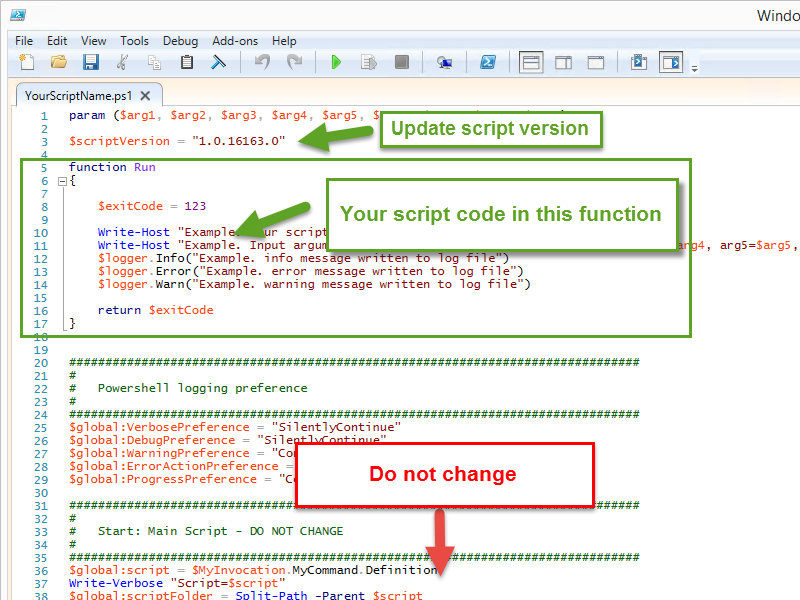 Windo
File Edit View Tools Debug Add-ons Help
YourScriptName.ps1
1 param ($arg1, $arg2, $arg3, $arg4, $arg5,
2
3 $scriptVersion = "1.0.16163.0"
Update script version
4
5 function Run
6 {
7
8 $exitCode = 123
9
Your script code in this function
10 Write-Host "Example. Your script
11 Write-Host "Example. Input argum arg4, arg5=$arg5,
12 $logger.Info("Example. info message written to log file")
13 $logger.Error("Example. error message written to log file")
14 $logger.Warn("Example. warning message written to log file")
15
16 return $exitCode
17 }
18
19
20 ###############################################################################
21 #
22 # Powershell logging preference
23 #
24 ###############################################################################
25 $global:VerbosePreference = "SilentlyContinue"
26 $global:DebugPreference = "SilentlyContinue"
27 $global:WarningPreference = "Con
28 $global:ErrorActionPreference =
29 $global:ProgressPreference = "Co
Do not change
30
31 ###############################################################################
32 #
33 # Start: Main Script - DO NOT CHANGE
34 #
35 ###############################################################################
36 $global:script = $MyInvocation.MyCommand.Definition
37 Write-Verbose "Script=$script"
38 $global:scriptFolder = Split-Path -Parent $script